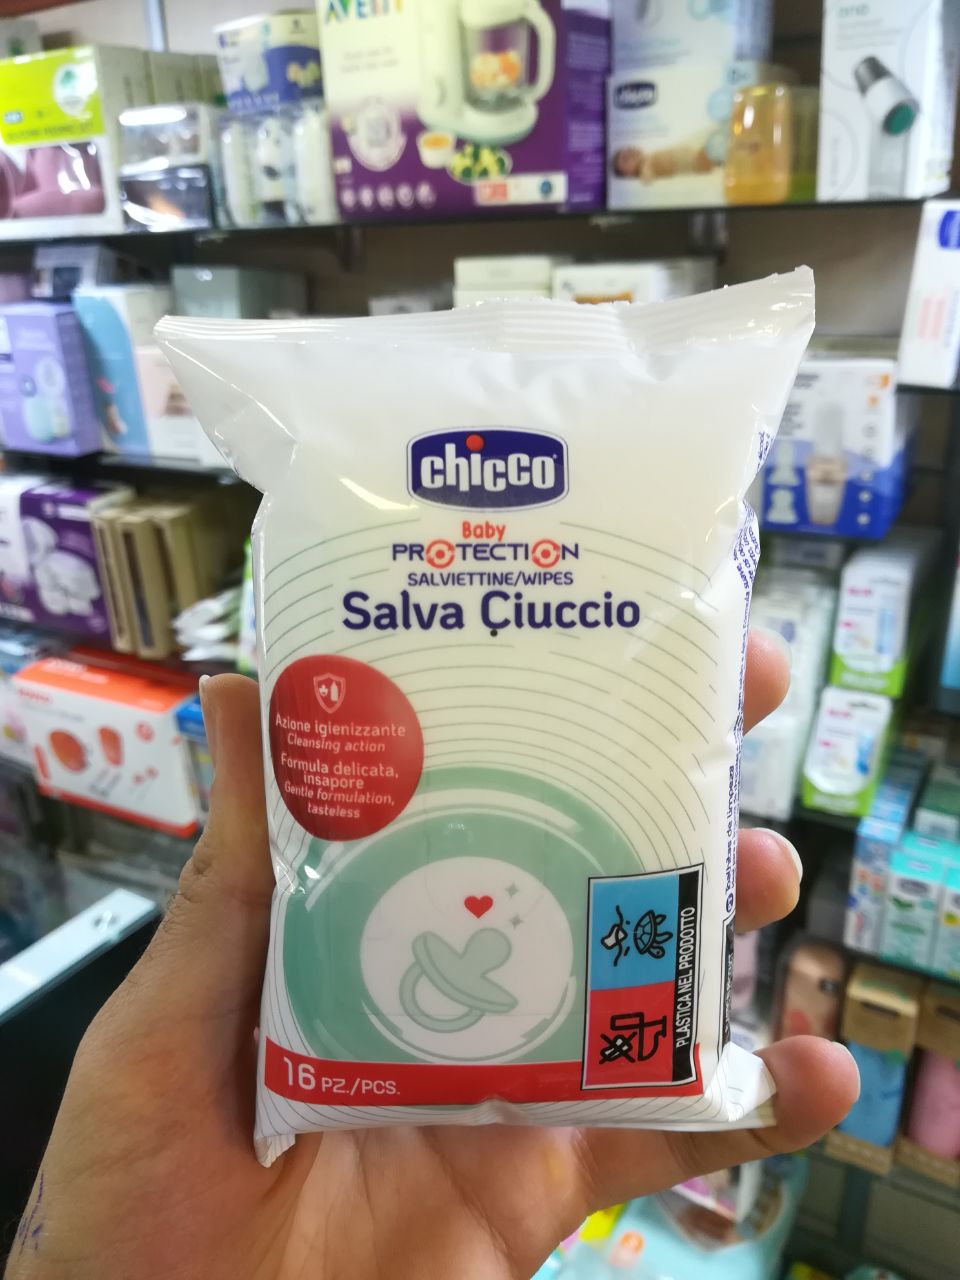 AVENT
chicco
chicco
Baby
PROTECTION
SALVIETTINE/WIPES
Salva Ciuccio
Azione igienizzante
Cleansing action
Formula delicata,
insapore
Gentle formulation,
tasteless
PLASTICA NEL PRODOTTO
16 PZ./PCS.